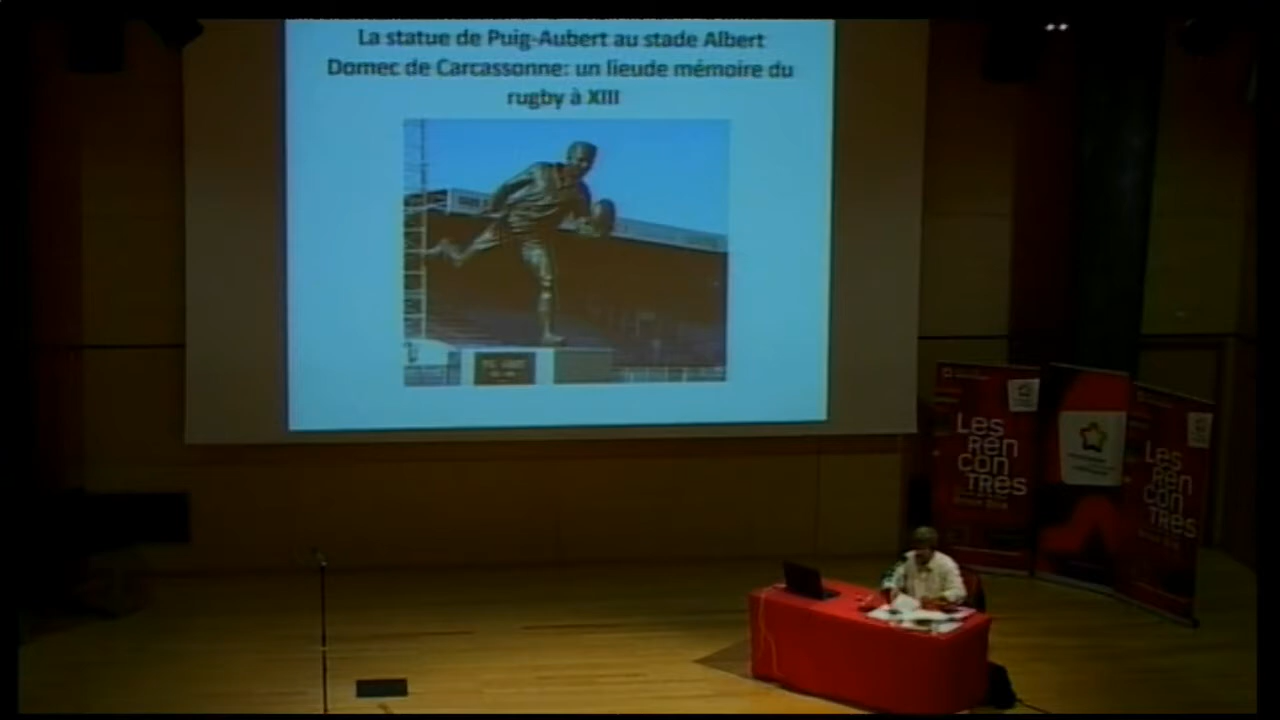 La statue de Puig-Aubert au stade Albert
Domec de Carcassonne: un lieude mémoire du
rugby à XIII
Les
Ren
con
Tres
Les
Ren
con
Tres